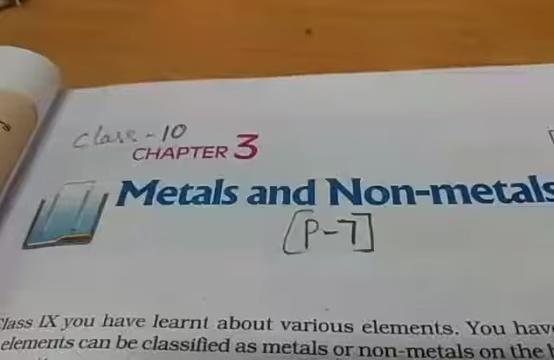 Class-10
CHAPTER 3
Metals and Non-metals
[P-7]
Class IX you have learnt about various elements. You have
elements can be classified as metals or non-metals on the